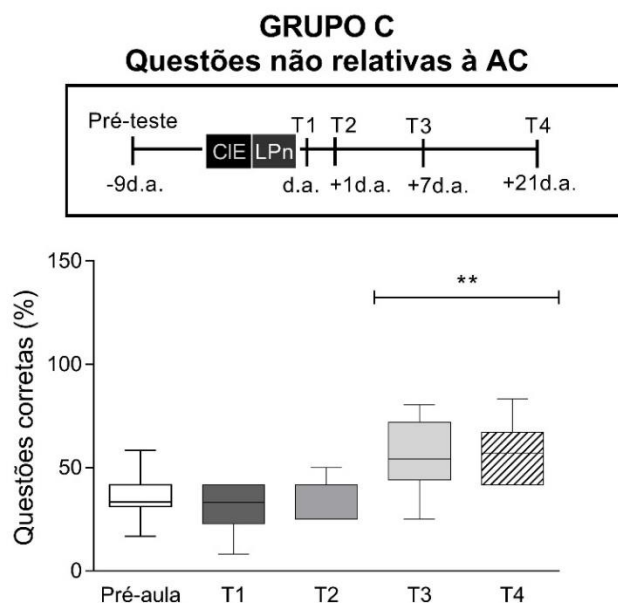 GRUPO C
Questões não relativas à AC
Pré-teste
T1 T2 T3 T4
CIE LPn
-9d.a. d.a. +1d.a. +7d.a. +21d.a.
150
**
100
50
0
Questões corretas (%)
Pré-aula T1 T2 T3 T4